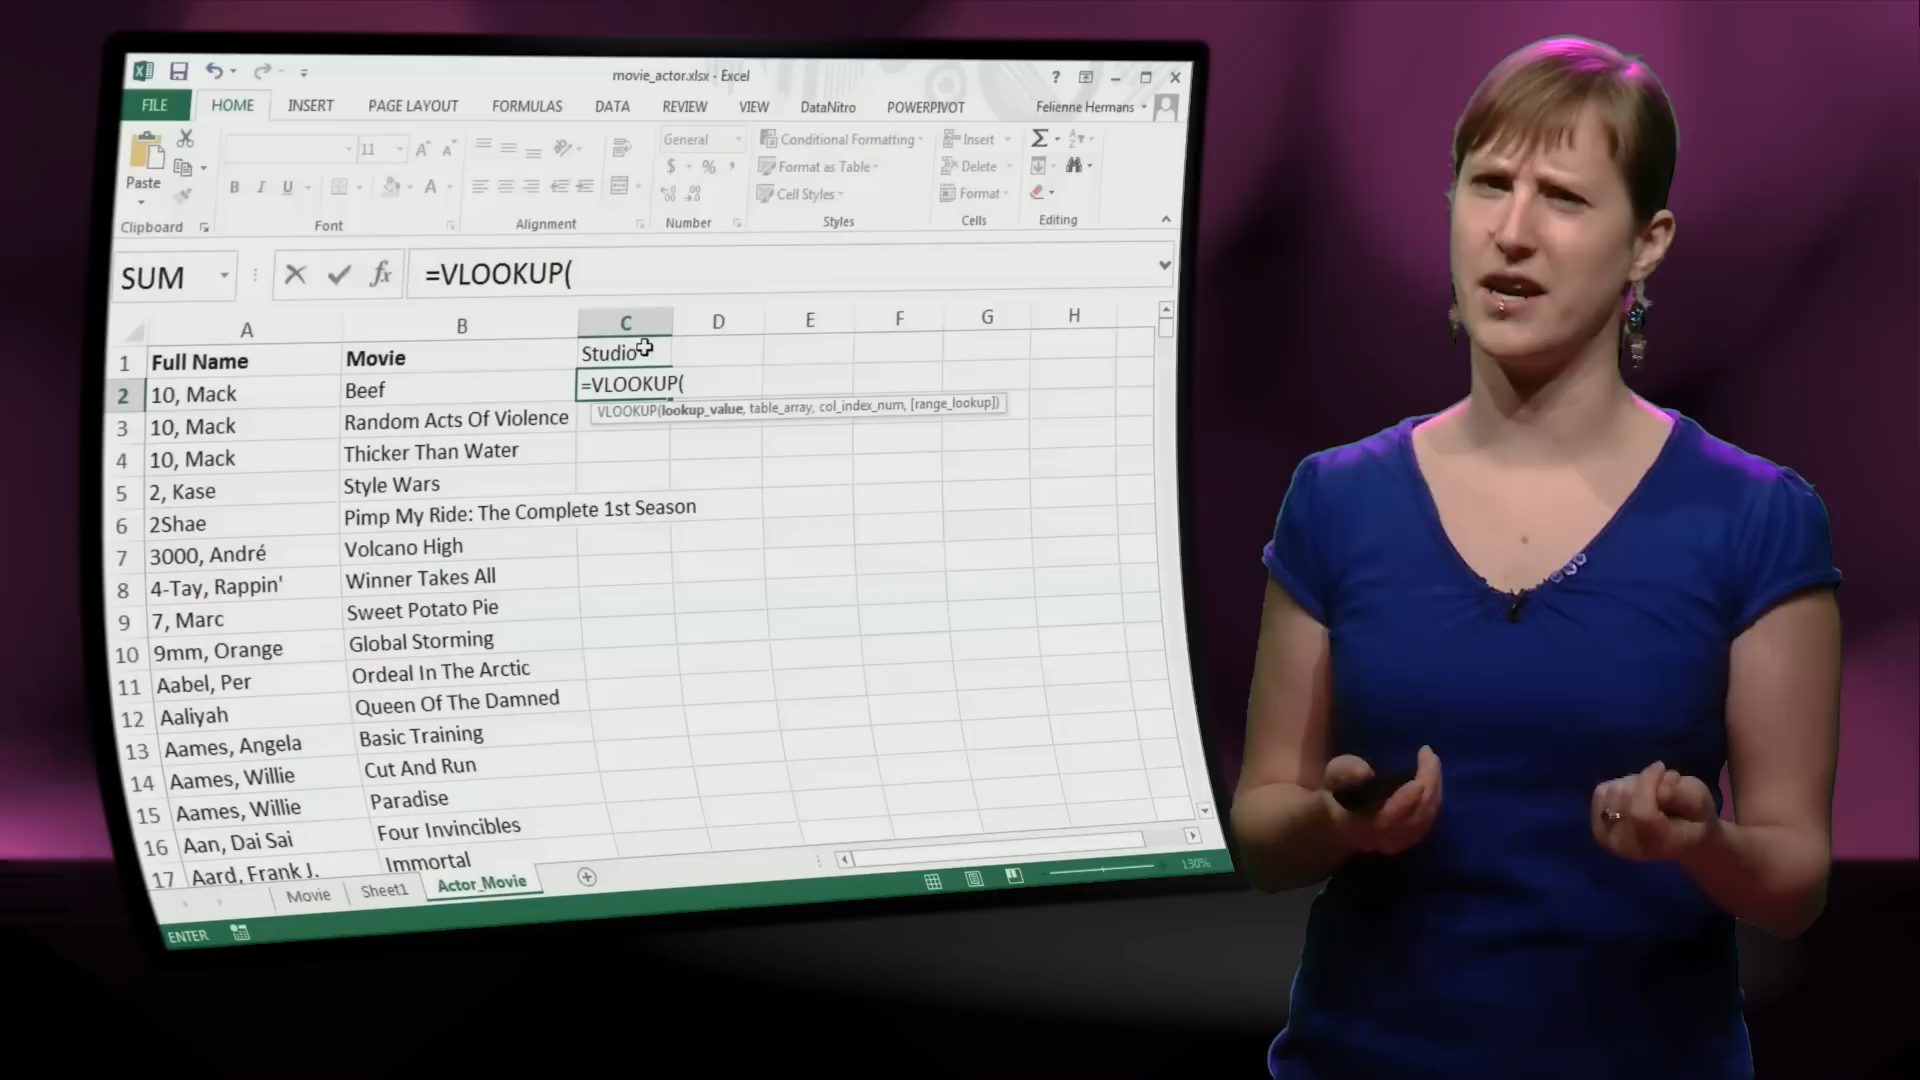 movie_actor.xlsx - Excel
?
FILE HOME INSERT PAGE LAYOUT FORMULAS DATA REVIEW VIEW DataNitro POWERPIVOT Felienne Hermans
11 A A General Conditional Formatting Insert Σ
Paste B I U A $ % , Format as Table Delete
Cell Styles Format
Clipboard Font Alignment Number Styles Cells Editing
SUM fx =VLOOKUP(
A B C D E F G H
1 Full Name Movie Studio
2 10, Mack Beef =VLOOKUP(
VLOOKUP(lookup_value, table_array, col_index_num, [range_lookup])
3 10, Mack Random Acts Of Violence
4 10, Mack Thicker Than Water
5 2, Kase Style Wars
6 2Shae Pimp My Ride: The Complete 1st Season
7 3000, André Volcano High
8 4-Tay, Rappin' Winner Takes All
9 7, Marc Sweet Potato Pie
10 9mm, Orange Global Storming
11 Aabel, Per Ordeal In The Arctic
12 Aaliyah Queen Of The Damned
13 Aames, Angela Basic Training
14 Aames, Willie Cut And Run
15 Aames, Willie Paradise
16 Aan, Dai Sai Four Invincibles
17 Aard, Frank J. Immortal
Movie Sheet1 Actor_Movie
ENTER 130%